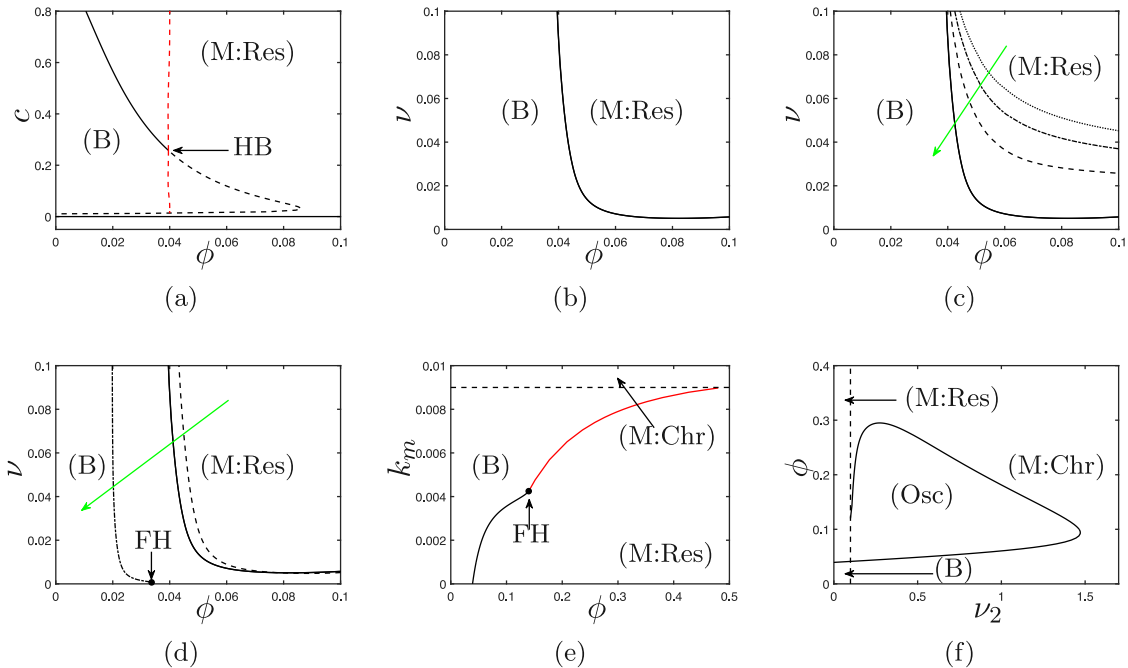 0.8
0.6
0.4
0.2
0
c
(M:Res)
(B)
HB
0 0.02 0.04 0.06 0.08 0.1
ϕ
(a)
0.1
0.08
0.06
0.04
0.02
0
ν
(B)
(M:Res)
0 0.02 0.04 0.06 0.08 0.1
ϕ
(b)
0.1
0.08
0.06
0.04
0.02
0
ν
(M:Res)
(B)
0 0.02 0.04 0.06 0.08 0.1
ϕ
(c)
0.1
0.08
0.06
0.04
0.02
0
ν
(B)
(M:Res)
FH
0 0.02 0.04 0.06 0.08 0.1
ϕ
(d)
0.01
0.008
0.006
0.004
0.002
0
k_m
(M:Chr)
(B)
FH
(M:Res)
0 0.1 0.2 0.3 0.4 0.5
ϕ
(e)
0.4
0.3
0.2
0.1
0
ϕ
(M:Res)
(M:Chr)
(Osc)
(B)
0 0.5 1 1.5
ν₂
(f)